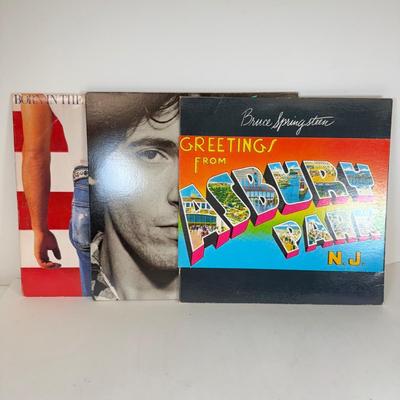 BORN IN THE
Bruce Springsteen
GREETINGS
FROM
ASBURY
PARK
N.J.